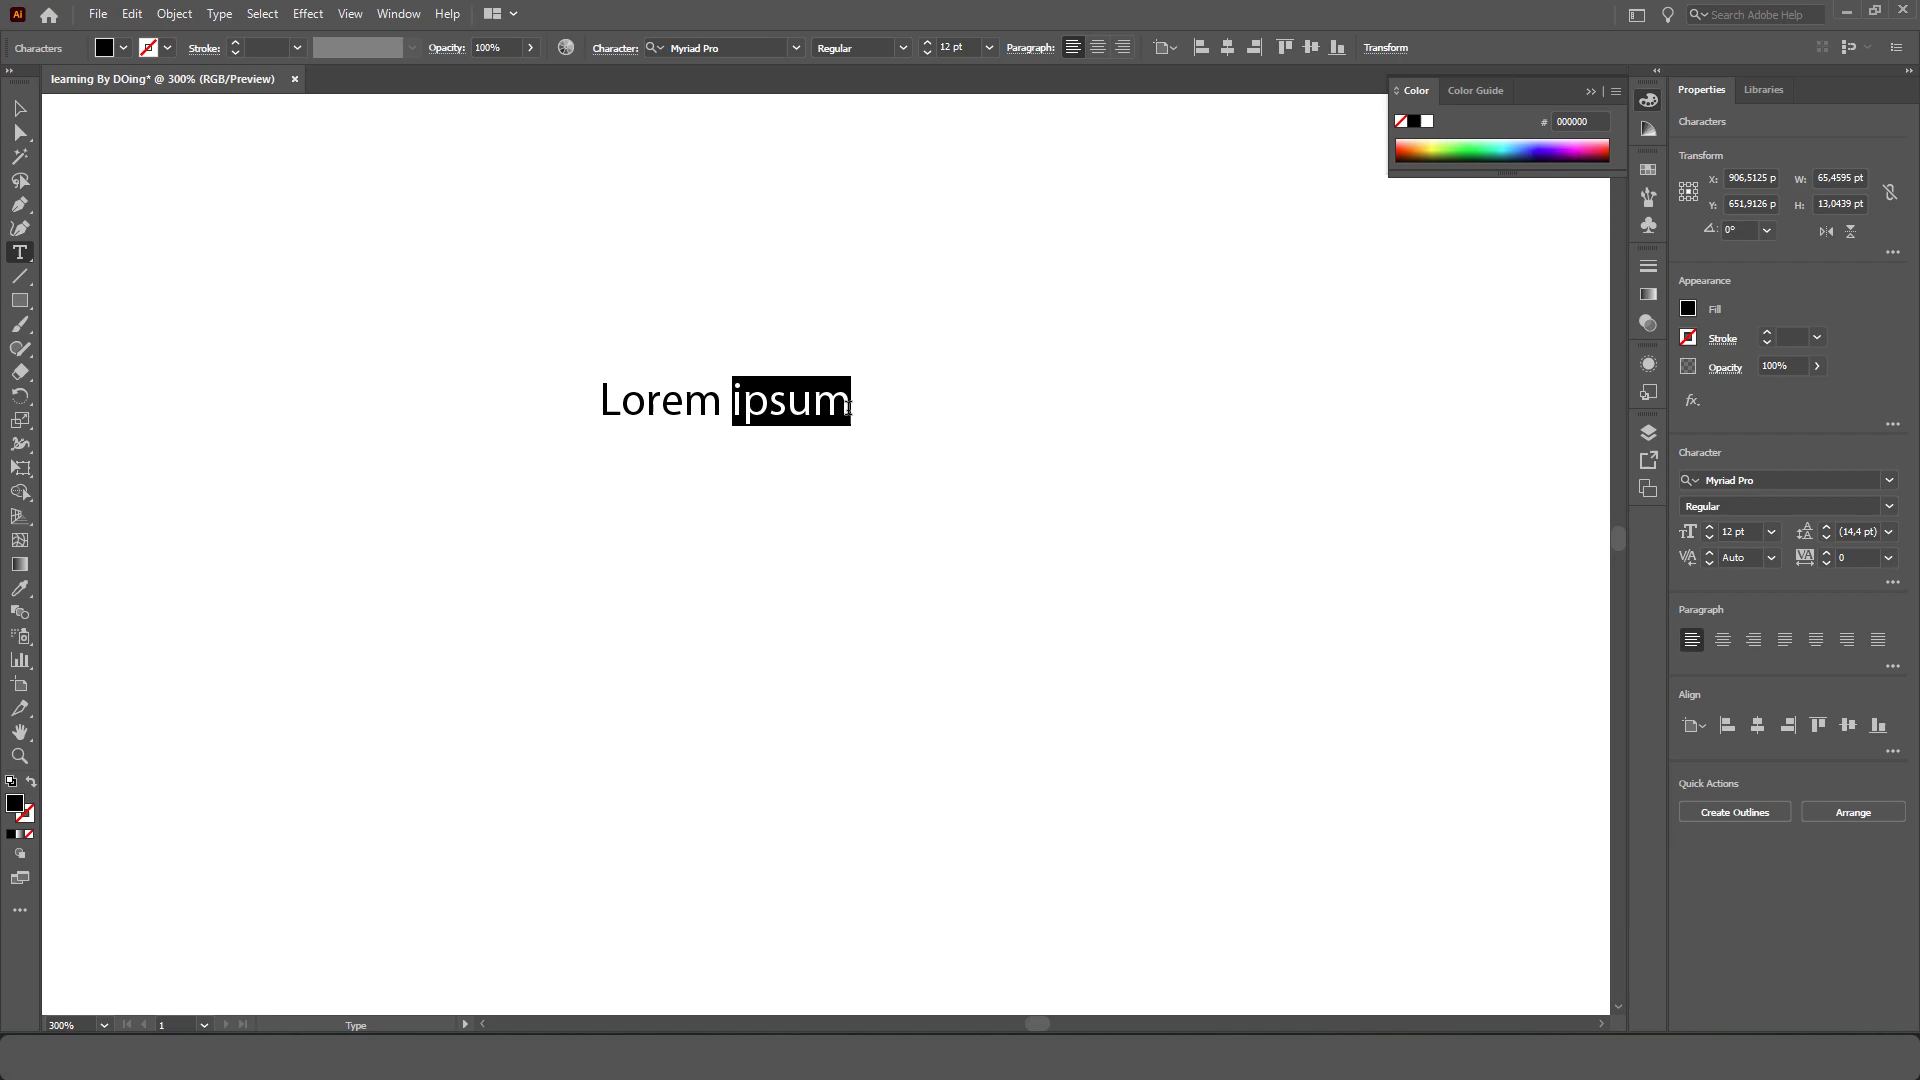 Ai File Edit Object Type Select Effect View Window Help Search Adobe Help
Characters Stroke: Opacity: 100% Character: Myriad Pro Regular 12 pt Paragraph: Transform
learning By DOing* @ 300% (RGB/Preview) ×
Color Color Guide
# 000000
Properties Libraries
Characters
Transform
X: 906,5125 p W: 65,4595 pt
Y: 651,9126 p H: 13,0439 pt
0°
Appearance
Fill
Stroke
Opacity 100%
fx.
Lorem ipsum
Character
Myriad Pro
Regular
12 pt (14,4 pt)
Auto 0
Paragraph
Align
Quick Actions
Create Outlines Arrange
300% 1 Type